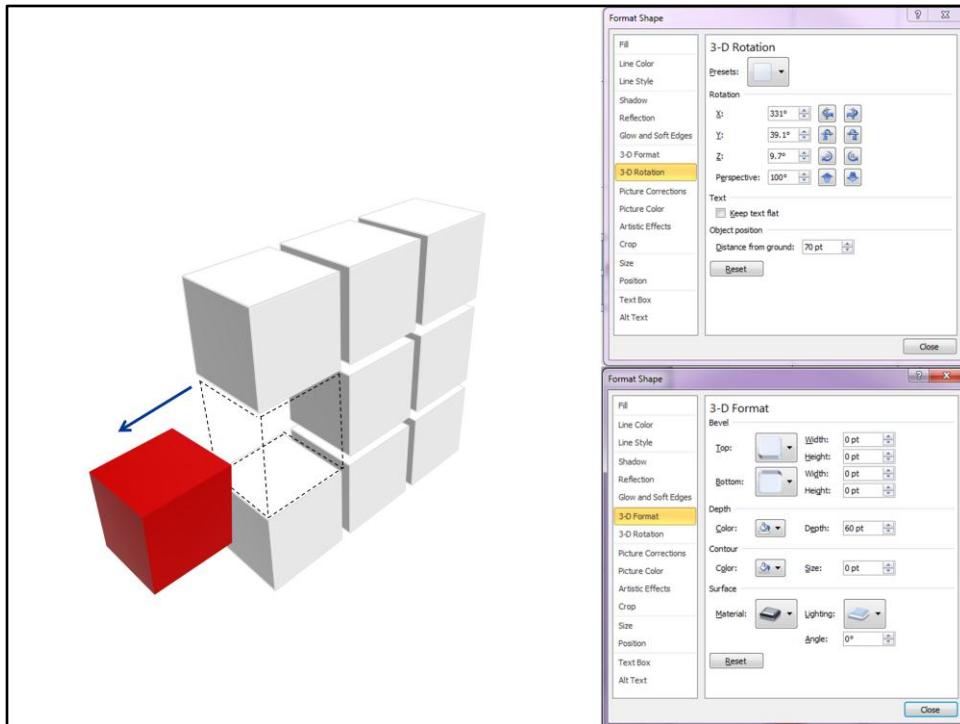 Format Shape
Fill
Line Color
Line Style
Shadow
Reflection
Glow and Soft Edges
3-D Format
3-D Rotation
Picture Corrections
Picture Color
Artistic Effects
Crop
Size
Position
Text Box
Alt Text
3-D Rotation
Presets:
Rotation
X: 331°
Y: 39.1°
Z: 9.7°
Perspective: 100°
Text
Keep text flat
Object position
Distance from ground: 70 pt
Reset
Close
Format Shape
Fill
Line Color
Line Style
Shadow
Reflection
Glow and Soft Edges
3-D Format
3-D Rotation
Picture Corrections
Picture Color
Artistic Effects
Crop
Size
Position
Text Box
Alt Text
3-D Format
Bevel
Top: Width: 0 pt
Height: 0 pt
Bottom: Width: 0 pt
Height: 0 pt
Depth
Color: Depth: 60 pt
Contour
Color: Size: 0 pt
Surface
Material: Lighting:
Angle: 0°
Reset
Close